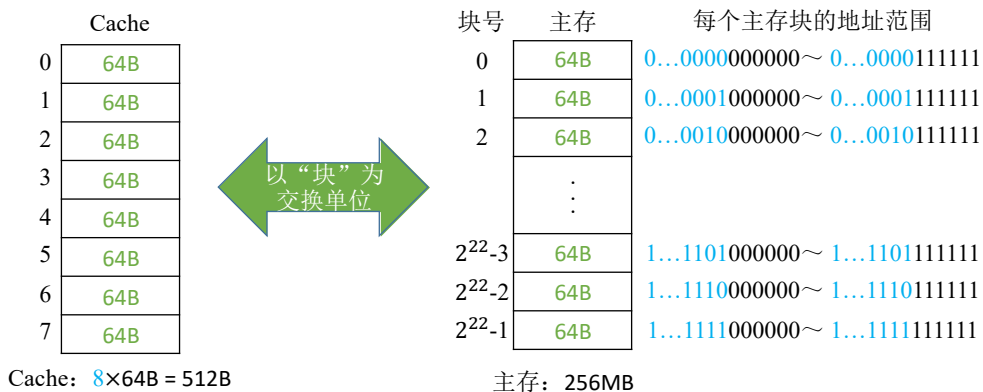 Cache
0 64B
1 64B
2 64B
3 64B
4 64B
5 64B
6 64B
7 64B
Cache：8×64B = 512B
以“块”为
交换单位
块号 主存 每个主存块的地址范围
0 64B 0…0000000000～ 0…0000111111
1 64B 0…0001000000～ 0…0001111111
2 64B 0…0010000000～ 0…0010111111
⋮
2²²-3 64B 1…1101000000～ 1…1101111111
2²²-2 64B 1…1110000000～ 1…1110111111
2²²-1 64B 1…1111000000～ 1…1111111111
主存：256MB